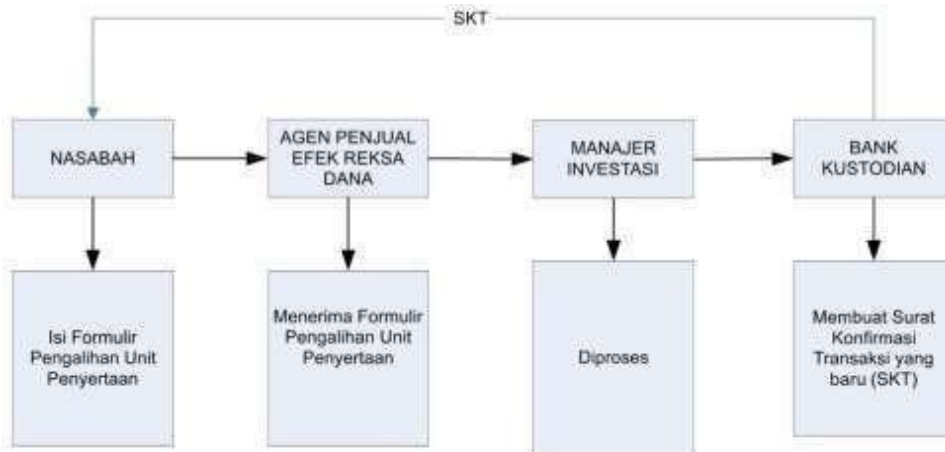 SKT
NASABAH
AGEN PENJUAL
EFEK REKSA
DANA
MANAJER
INVESTASI
BANK
KUSTODIAN
Isi Formulir
Pengalihan Unit
Penyertaan
Menerima Formulir
Pengalihan Unit
Penyertaan
Diproses
Membuat Surat
Konfirmasi
Transaksi yang
baru (SKT)